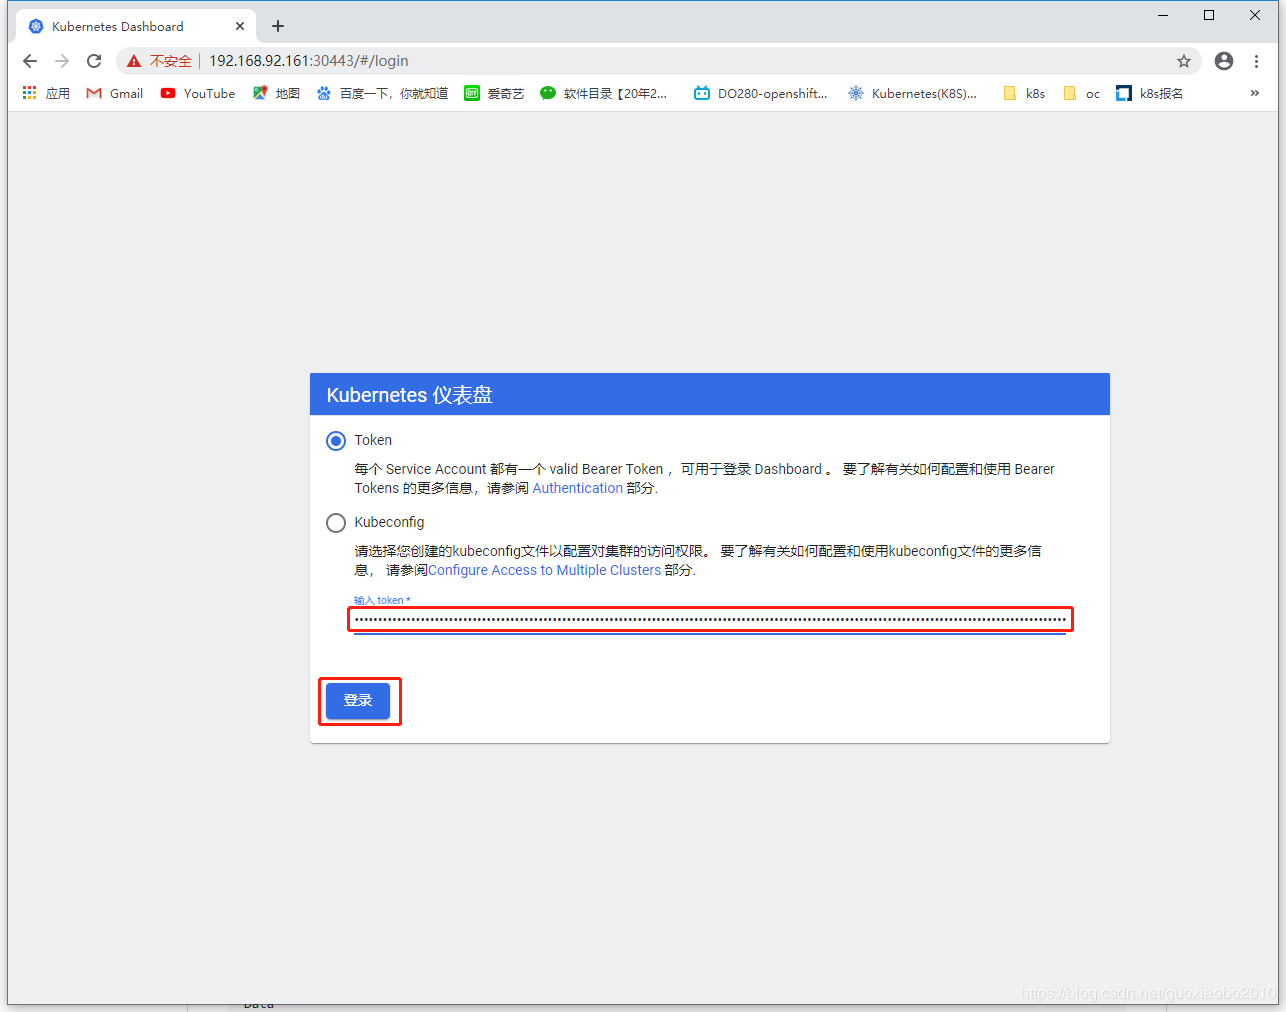 Kubernetes Dashboard
不安全 192.168.92.161:30443/#/login
应用 Gmail YouTube 地图 百度一下，你就知道 爱奇艺 软件目录【20年2... DO280-openshift... Kubernetes(K8S)... k8s oc k8s报名 »
Kubernetes 仪表盘
Token
每个 Service Account 都有一个 valid Bearer Token ，可用于登录 Dashboard 。 要了解有关如何配置和使用 Bearer
Tokens 的更多信息，请参阅 Authentication 部分.
Kubeconfig
请选择您创建的kubeconfig文件以配置对集群的访问权限。 要了解有关如何配置和使用kubeconfig文件的更多信
息， 请参阅Configure Access to Multiple Clusters 部分.
输入 token *
登录
Data
https://blog.csdn.net/guoxiaobo2010